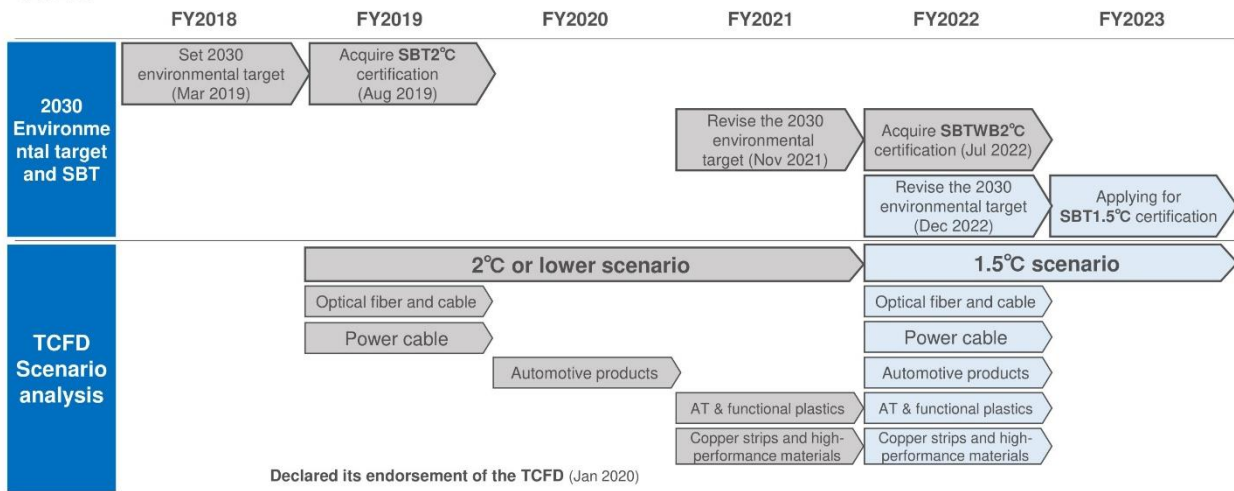 FY2018 FY2019 FY2020 FY2021 FY2022 FY2023
2030
Environme
ntal target
and SBT
Set 2030
environmental target
(Mar 2019)
Acquire SBT2℃
certification
(Aug 2019)
Revise the 2030
environmental
target (Nov 2021)
Acquire SBTWB2℃
certification (Jul 2022)
Revise the 2030
environmental target
(Dec 2022)
Applying for
SBT1.5℃ certification
TCFD
Scenario
analysis
2℃ or lower scenario
1.5℃ scenario
Optical fiber and cable
Optical fiber and cable
Power cable
Power cable
Automotive products
Automotive products
AT & functional plastics
AT & functional plastics
Copper strips and high-
performance materials
Copper strips and high-
performance materials
Declared its endorsement of the TCFD (Jan 2020)